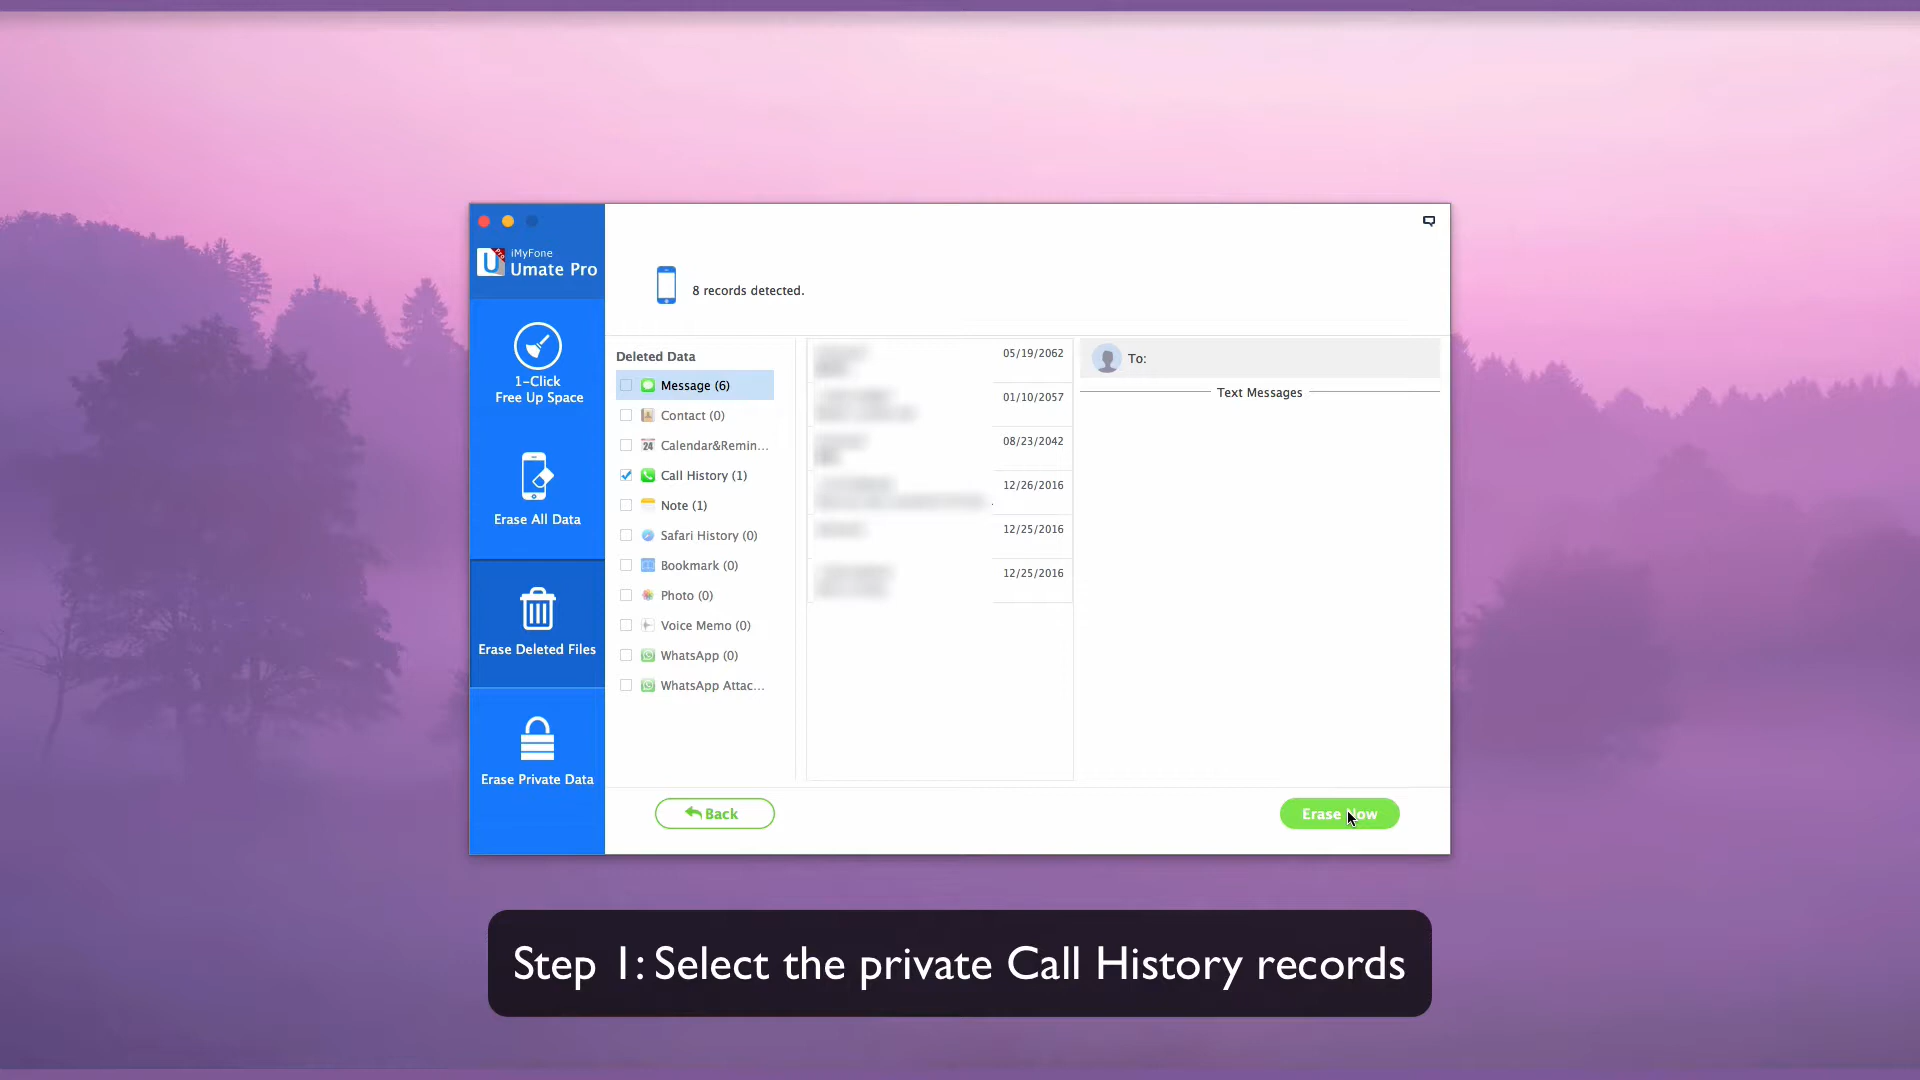 iMyFone
Umate Pro
8 records detected.
1-Click
Free Up Space
Erase All Data
Erase Deleted Files
Erase Private Data
Deleted Data
Message (6)
Contact (0)
24
Calendar&Remin...
Call History (1)
Note (1)
Safari History (0)
Bookmark (0)
Photo (0)
Voice Memo (0)
WhatsApp (0)
WhatsApp Attac...
05/19/2062
01/10/2057
08/23/2042
12/26/2016
12/25/2016
12/25/2016
To:
Text Messages
Back
Erase Now
Step 1: Select the private Call History records